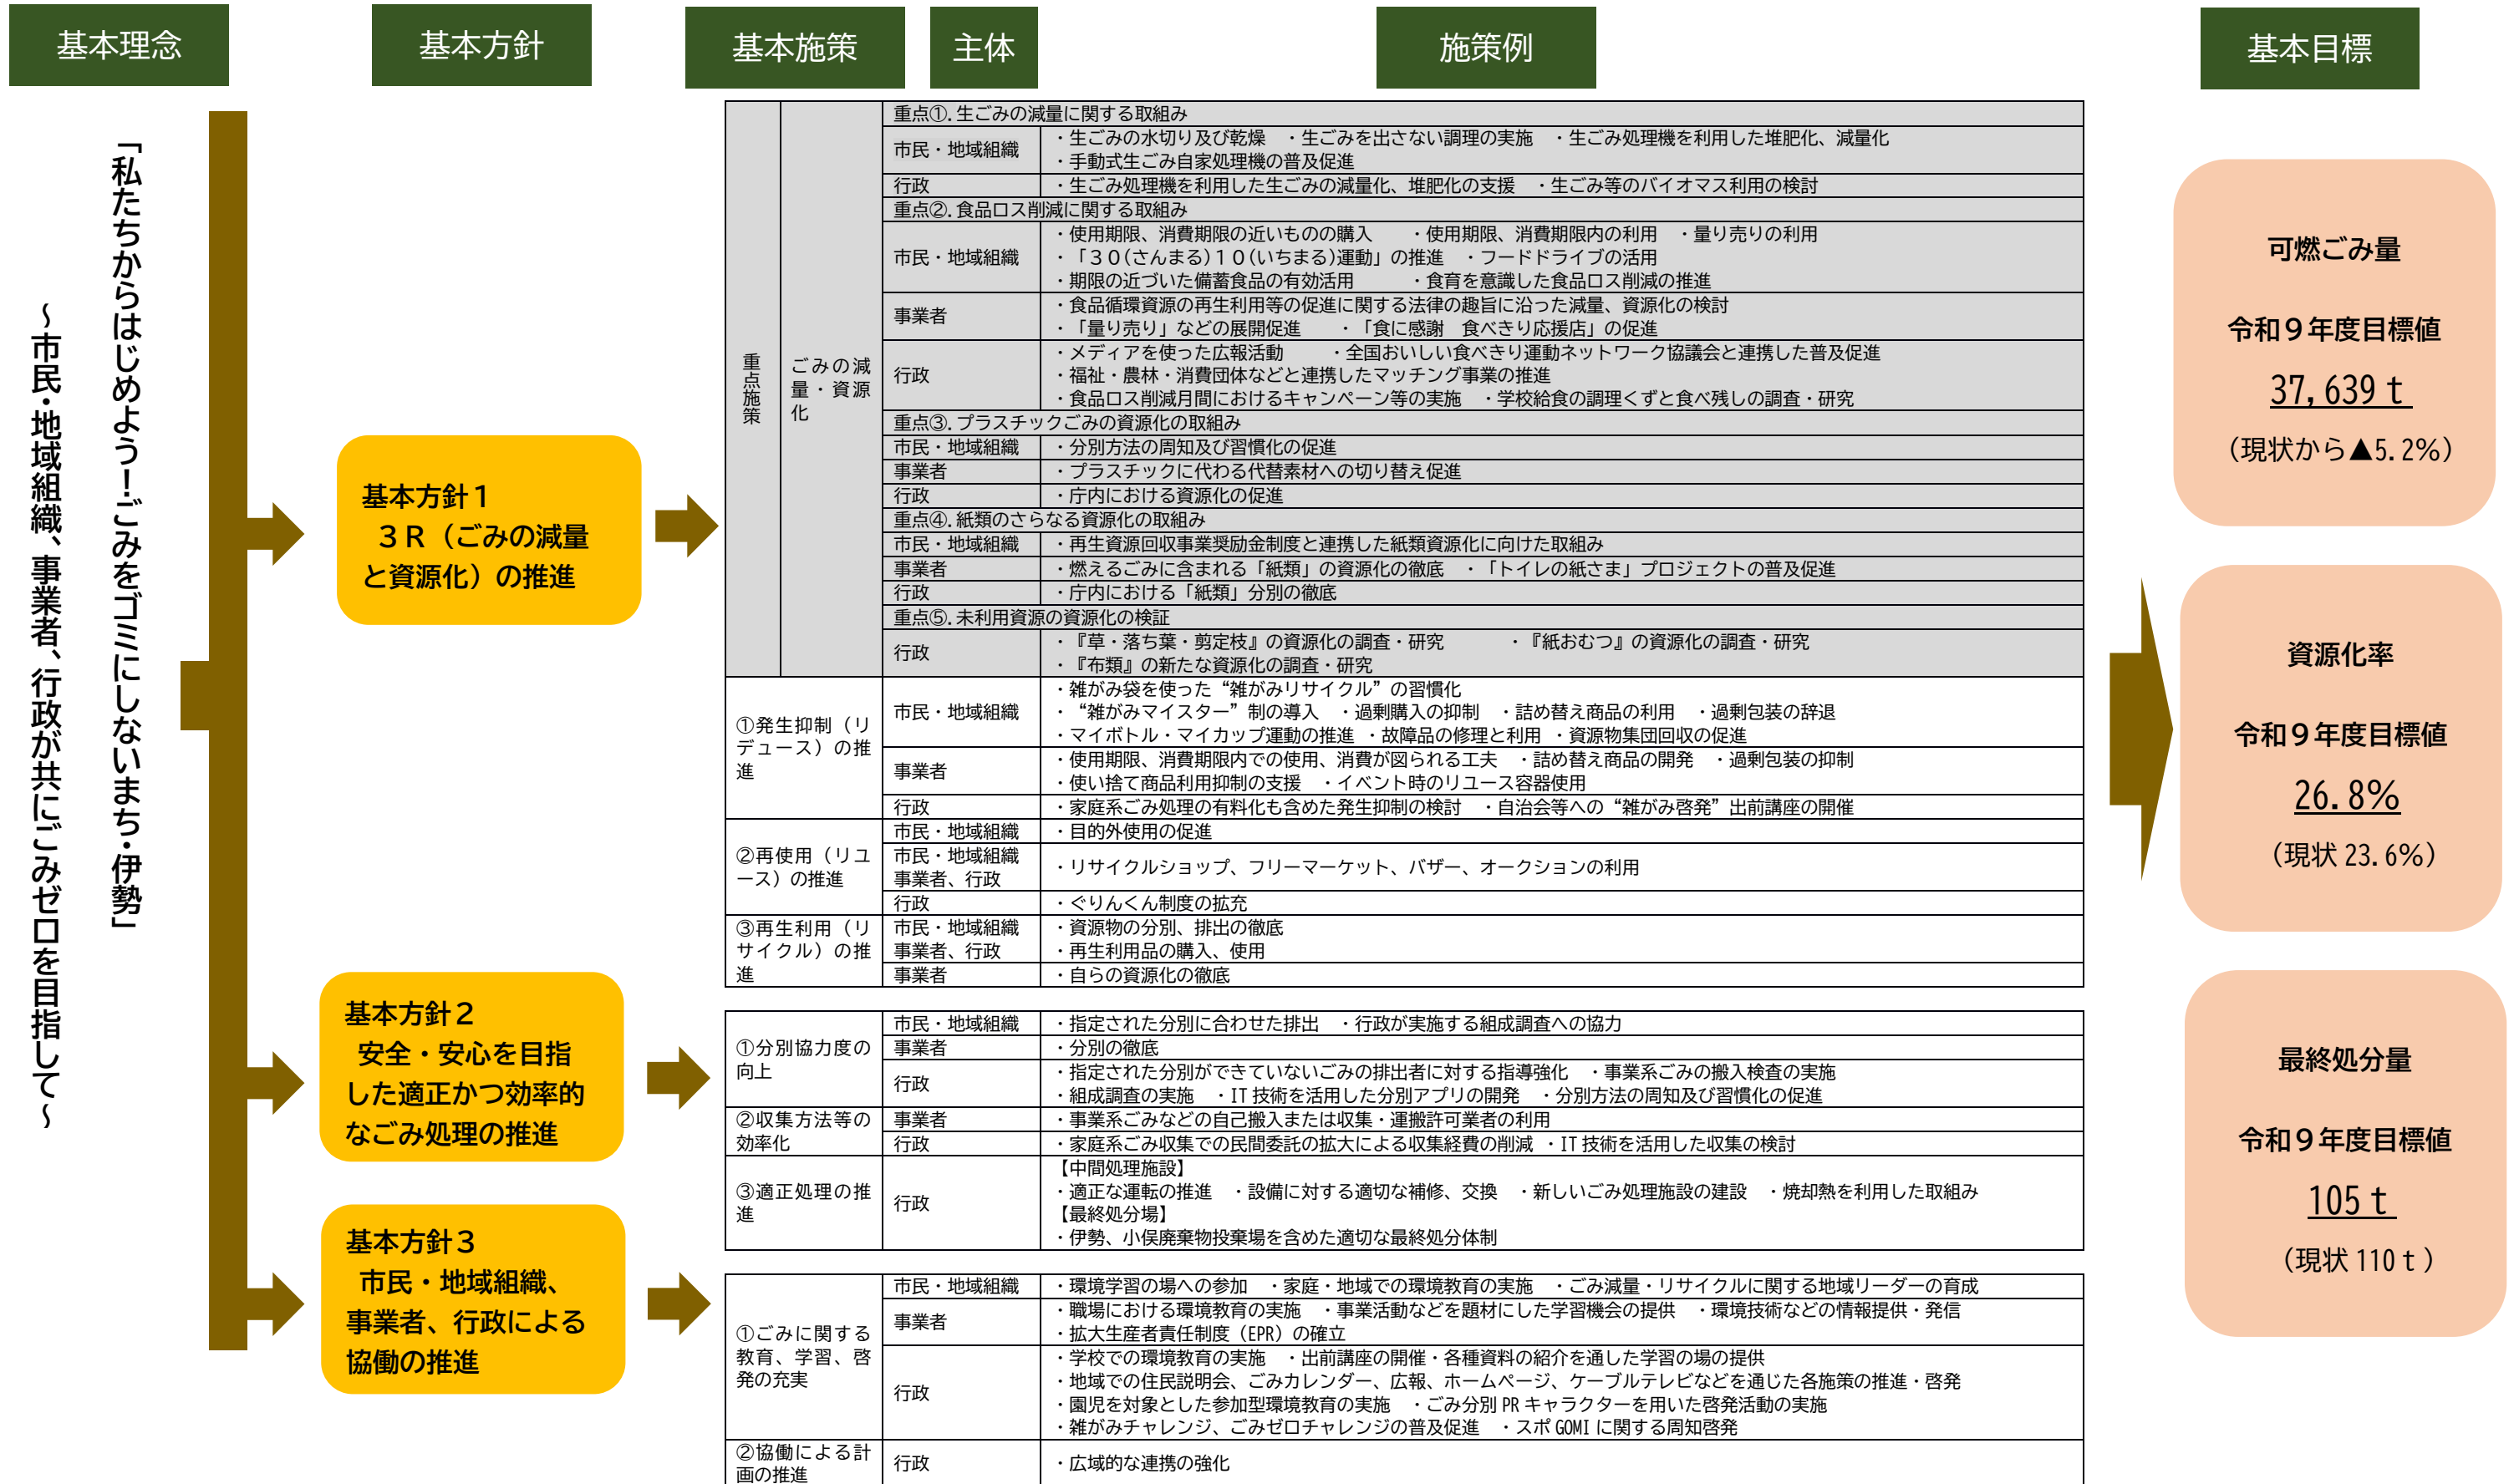 基本理念
基本方針
基本施策
主体
施策例
基本目標
「私たちからはじめよう！ごみをゴミにしないまち・伊勢」
～市民・地域組織、事業者、行政が共にごみゼロを目指して～
基本方針１
３Ｒ（ごみの減量
と資源化）の推進
重点施策
ごみの減
量・資源
化
重点①.生ごみの減量に関する取組み
市民・地域組織
・生ごみの水切り及び乾燥　・生ごみを出さない調理の実施　・生ごみ処理機を利用した堆肥化、減量化
・手動式生ごみ自家処理機の普及促進
行政
・生ごみ処理機を利用した生ごみの減量化、堆肥化の支援　・生ごみ等のバイオマス利用の検討
重点②.食品ロス削減に関する取組み
市民・地域組織
・使用期限、消費期限の近いものの購入　　・使用期限、消費期限内の利用　・量り売りの利用
・「３０(さんまる)１０(いちまる)運動」の推進　・フードドライブの活用
・期限の近づいた備蓄食品の有効活用　　　・食育を意識した食品ロス削減の推進
事業者
・食品循環資源の再生利用等の促進に関する法律の趣旨に沿った減量、資源化の検討
・「量り売り」などの展開促進　　・「食に感謝　食べきり応援店」の促進
行政
・メディアを使った広報活動　　・全国おいしい食べきり運動ネットワーク協議会と連携した普及促進
・福祉・農林・消費団体などと連携したマッチング事業の推進
・食品ロス削減月間におけるキャンペーン等の実施　・学校給食の調理くずと食べ残しの調査・研究
重点③.プラスチックごみの資源化の取組み
市民・地域組織
・分別方法の周知及び習慣化の促進
事業者
・プラスチックに代わる代替素材への切り替え促進
行政
・庁内における資源化の促進
重点④.紙類のさらなる資源化の取組み
市民・地域組織
・再生資源回収事業奨励金制度と連携した紙類資源化に向けた取組み
事業者
・燃えるごみに含まれる「紙類」の資源化の徹底　・「トイレの紙さま」プロジェクトの普及促進
行政
・庁内における「紙類」分別の徹底
重点⑤.未利用資源の資源化の検証
行政
・『草・落ち葉・剪定枝』の資源化の調査・研究　　　・『紙おむつ』の資源化の調査・研究
・『布類』の新たな資源化の調査・研究
①発生抑制（リ
デュース）の推
進
市民・地域組織
・雑がみ袋を使った“雑がみリサイクル”の習慣化
・“雑がみマイスター”制の導入　・過剰購入の抑制　・詰め替え商品の利用　・過剰包装の辞退
・マイボトル・マイカップ運動の推進　・故障品の修理と利用　・資源物集団回収の促進
事業者
・使用期限、消費期限内での使用、消費が図られる工夫　・詰め替え商品の開発　・過剰包装の抑制
・使い捨て商品利用抑制の支援　・イベント時のリユース容器使用
行政
・家庭系ごみ処理の有料化も含めた発生抑制の検討　・自治会等への“雑がみ啓発”出前講座の開催
②再使用（リユ
ース）の推進
市民・地域組織
・目的外使用の促進
市民・地域組織
事業者、行政
・リサイクルショップ、フリーマーケット、バザー、オークションの利用
行政
・ぐりんくん制度の拡充
③再生利用（リ
サイクル）の推
進
市民・地域組織
事業者、行政
・資源物の分別、排出の徹底
・再生利用品の購入、使用
事業者
・自らの資源化の徹底
基本方針２
安全・安心を目指
した適正かつ効率的
なごみ処理の推進
①分別協力度の
向上
市民・地域組織
・指定された分別に合わせた排出　・行政が実施する組成調査への協力
事業者
・分別の徹底
行政
・指定された分別ができていないごみの排出者に対する指導強化　・事業系ごみの搬入検査の実施
・組成調査の実施　・IT技術を活用した分別アプリの開発　・分別方法の周知及び習慣化の促進
②収集方法等の
効率化
事業者
・事業系ごみなどの自己搬入または収集・運搬許可業者の利用
行政
・家庭系ごみ収集での民間委託の拡大による収集経費の削減　・IT技術を活用した収集の検討
③適正処理の推
進
行政
【中間処理施設】
・適正な運転の推進　・設備に対する適切な補修、交換　・新しいごみ処理施設の建設　・焼却熱を利用した取組み
【最終処分場】
・伊勢、小俣廃棄物投棄場を含めた適切な最終処分体制
基本方針３
市民・地域組織、
事業者、行政による
協働の推進
①ごみに関する
教育、学習、啓
発の充実
市民・地域組織
・環境学習の場への参加　・家庭・地域での環境教育の実施　・ごみ減量・リサイクルに関する地域リーダーの育成
事業者
・職場における環境教育の実施　・事業活動などを題材にした学習機会の提供　・環境技術などの情報提供・発信
・拡大生産者責任制度（EPR）の確立
行政
・学校での環境教育の実施　・出前講座の開催・各種資料の紹介を通した学習の場の提供
・地域での住民説明会、ごみカレンダー、広報、ホームページ、ケーブルテレビなどを通じた各施策の推進・啓発
・園児を対象とした参加型環境教育の実施　・ごみ分別PRキャラクターを用いた啓発活動の実施
・雑がみチャレンジ、ごみゼロチャレンジの普及促進　・スポGOMIに関する周知啓発
②協働による計
画の推進
行政
・広域的な連携の強化
可燃ごみ量
令和９年度目標値
37,639ｔ
（現状から▲5.2％）
資源化率
令和９年度目標値
26.8％
（現状23.6％）
最終処分量
令和９年度目標値
105ｔ
（現状110ｔ）